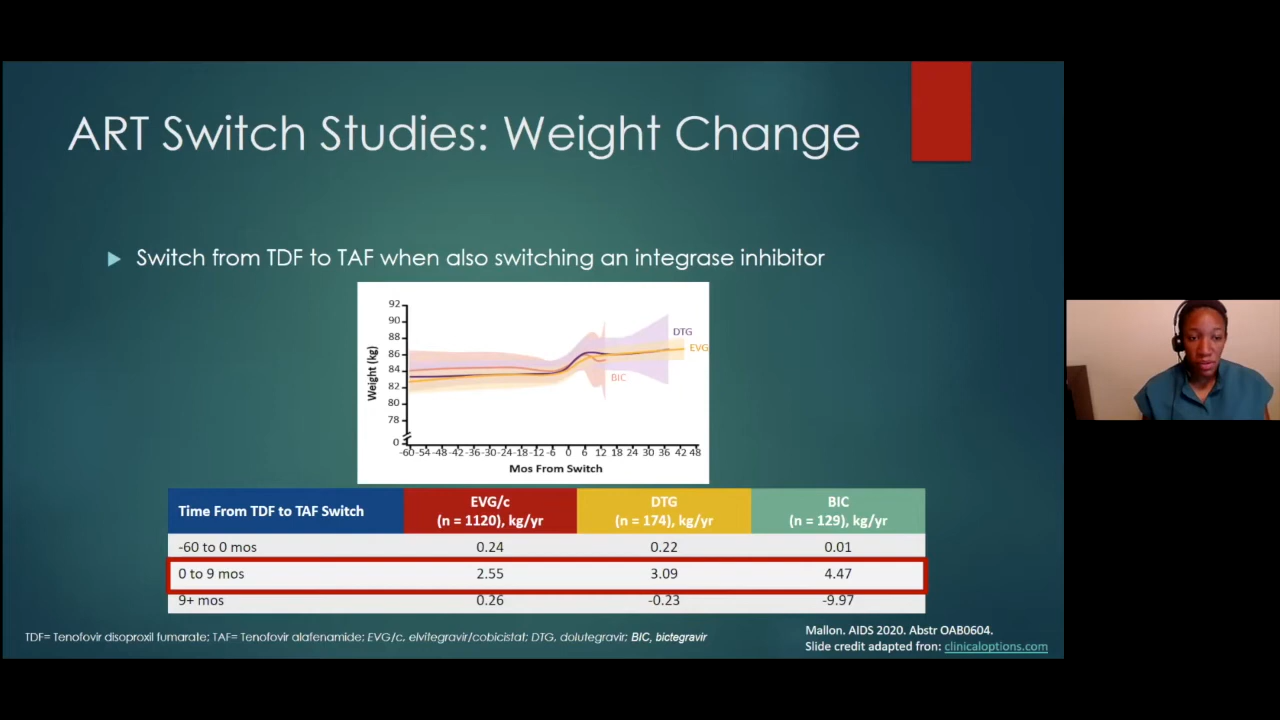 ART Switch Studies: Weight Change
Switch from TDF to TAF when also switching an integrase inhibitor
92
90
88
86
84
82
80
78
0
Weight (kg)
DTG
EVG
BIC
-60 -54 -48 -42 -36 -30 -24 -18 -12 -6 0 6 12 18 24 30 36 42 48
Mos From Switch
Time From TDF to TAF Switch
EVG/c
(n = 1120), kg/yr
DTG
(n = 174), kg/yr
BIC
(n = 129), kg/yr
-60 to 0 mos 0.24 0.22 0.01
0 to 9 mos 2.55 3.09 4.47
9+ mos 0.26 -0.23 -9.97
TDF= Tenofovir disoproxil fumarate; TAF= Tenofovir alafenamide; EVG/c, elvitegravir/cobicistat; DTG, dolutegravir; BIC, bictegravir
Mallon. AIDS 2020. Abstr OAB0604.
Slide credit adapted fron: clinicaloptions.com